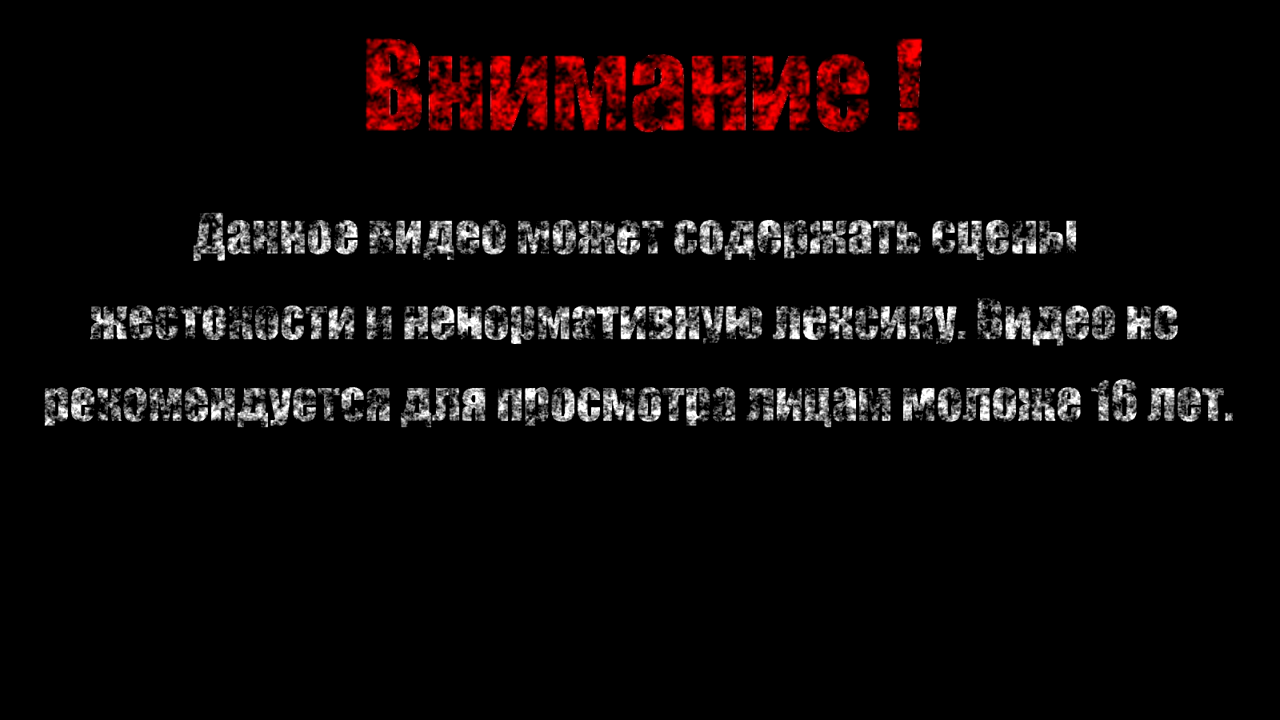 Внимание !
Данное видео может содержать сцены
жестокости и ненормативную лексику. Видео не
рекомендуется для просмотра лицам моложе 16 лет.